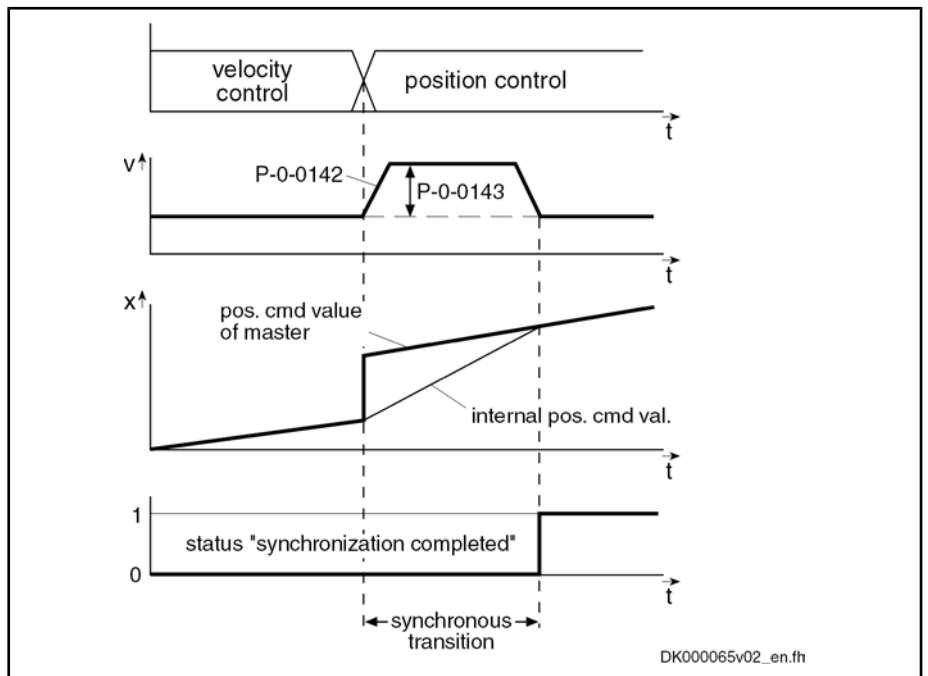 velocity
control
position control
t
v
P-0-0142
P-0-0143
t
x
pos. cmd value
of master
internal pos. cmd val.
t
1
status "synchronization completed"
0
t
synchronous
transition
DK000065v02_en.fh